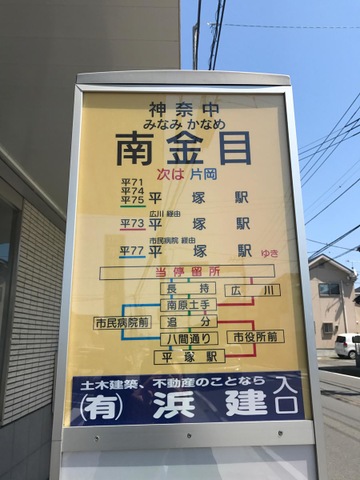 神奈中
みなみ かなめ
南金目
次は 片岡
平71
平74
平75 平塚駅
広川 経由
平73 平塚駅
市民病院 経由
平77 平塚駅 ゆき
当停留所
長持 広川
南原土手
市民病院前 追分 市役所前
八間通り
平塚駅
土木建築、不動産のことなら
(有) 浜建 入口